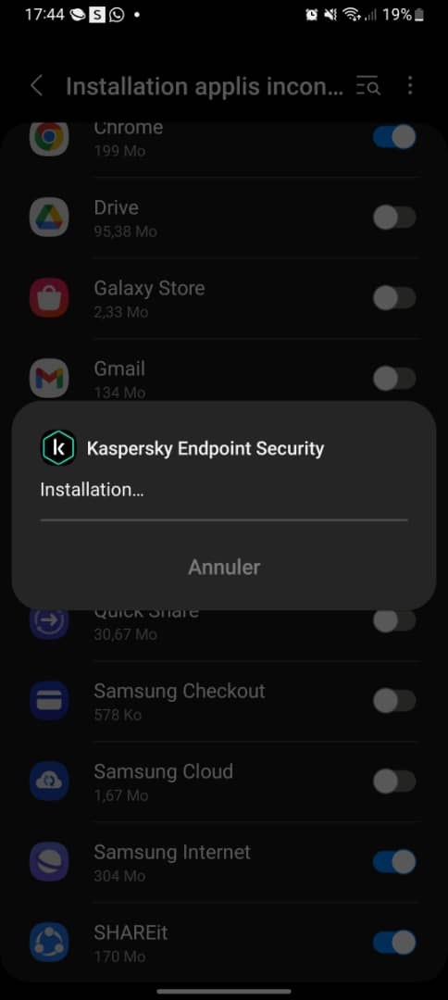 17:44 S 19%
Installation applis incon...
Chrome
199 Mo
Drive
95,38 Mo
Galaxy Store
2,33 Mo
Gmail
134 Mo
Kaspersky Endpoint Security
Installation...
Annuler
Quick Share
30,67 Mo
Samsung Checkout
578 Ko
Samsung Cloud
1,67 Mo
Samsung Internet
304 Mo
SHAREit
170 Mo